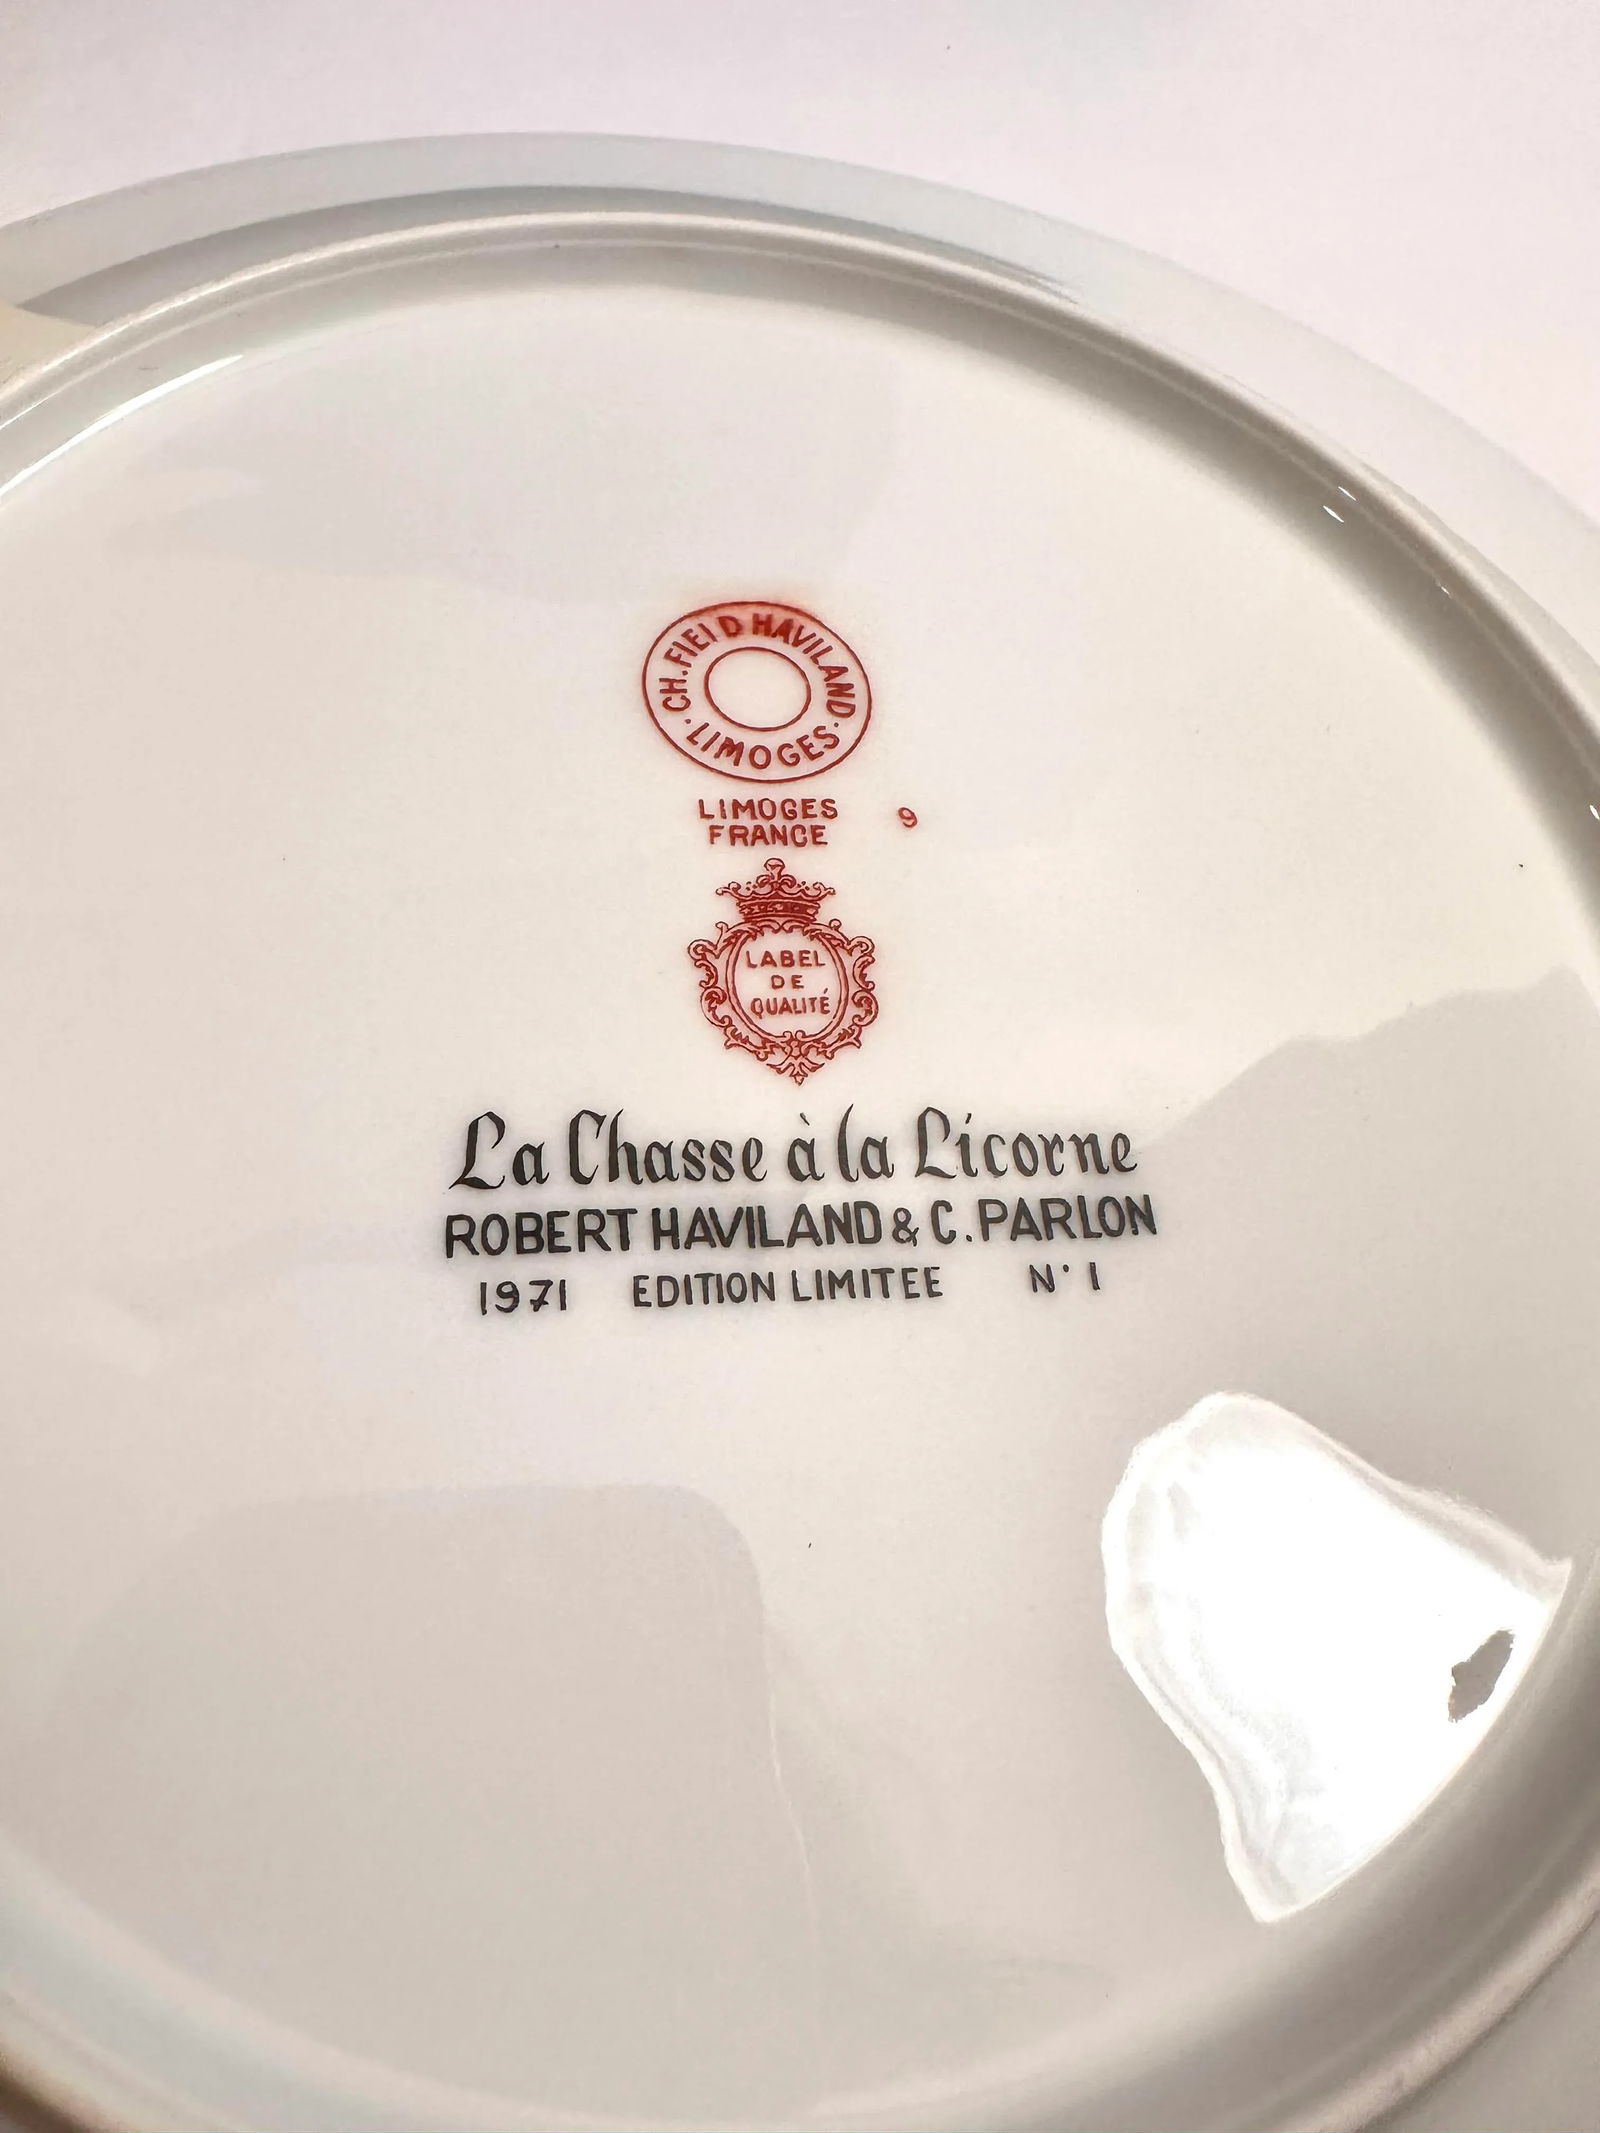 CH. FIELD HAVILAND
· LIMOGES ·
LIMOGES
FRANCE
9
LABEL
DE
QUALITÉ
La Chasse à la Licorne
ROBERT HAVILAND & C. PARLON
1971 EDITION LIMITEE N° 1